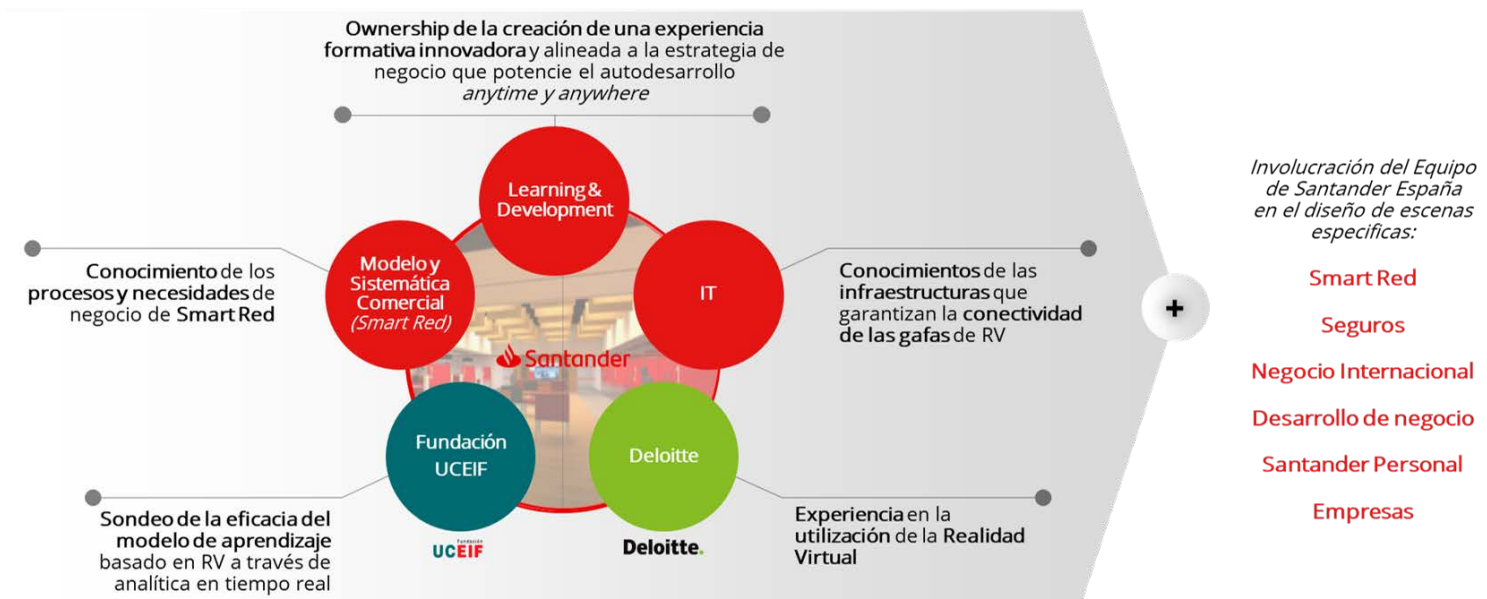 Ownership de la creación de una experiencia
formativa innovadora y alineada a la estrategia de
negocio que potencie el autodesarrollo
anytime y anywhere
Learning &
Development
Modelo y
Sistemática
Comercial
(Smart Red)
IT
Conocimiento de los
procesos y necesidades de
negocio de Smart Red
Conocimientos de las
infraestructuras que
garantizan la conectividad
de las gafas de RV
Santander
Fundación
UCEIF
Deloitte
Sondeo de la eficacia del
modelo de aprendizaje
basado en RV a través de
analítica en tiempo real
Fundación
UCEIF
Deloitte.
Experiencia en la
utilización de la Realidad
Virtual
+
Involucración del Equipo
de Santander España
en el diseño de escenas
especificas:
Smart Red
Seguros
Negocio Internacional
Desarrollo de negocio
Santander Personal
Empresas